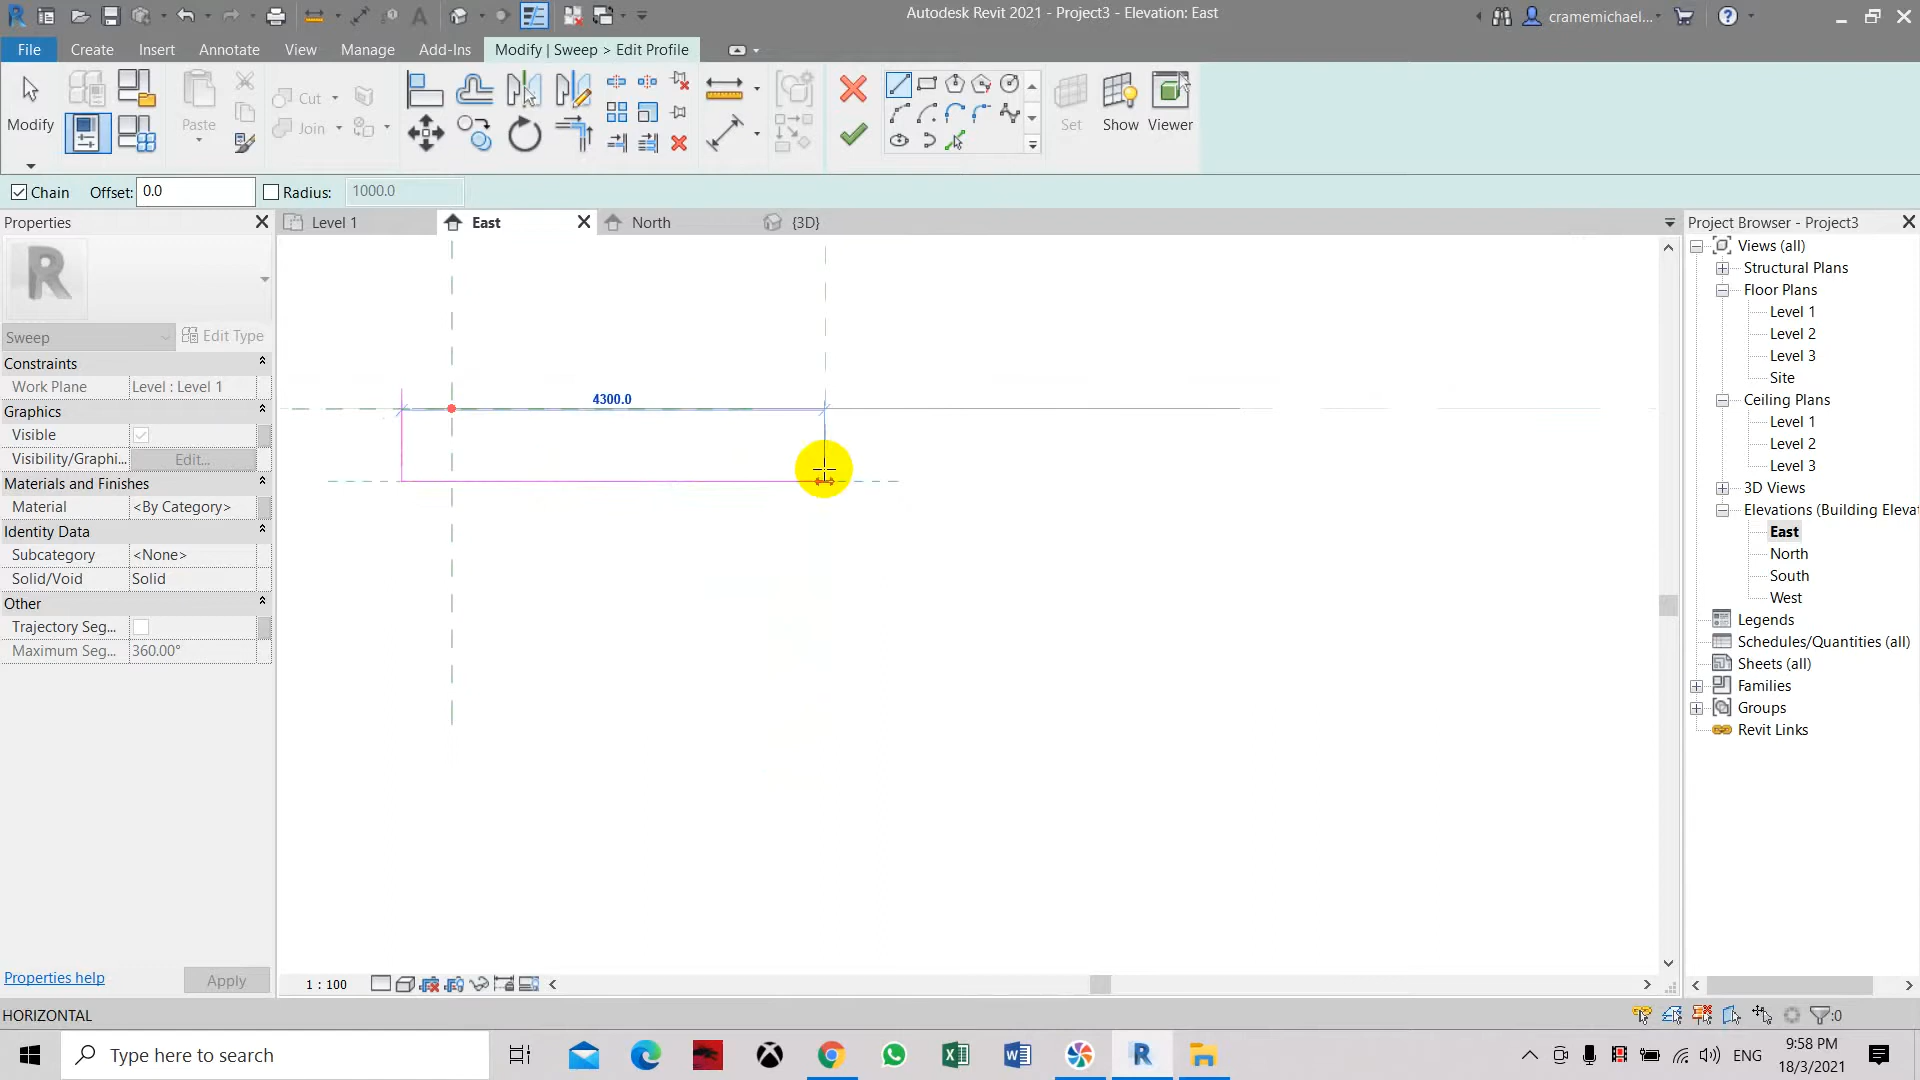 Autodesk Revit 2021 - Project3 - Elevation: East
cramemichael...
File Create Insert Annotate View Manage Add-Ins Modify | Sweep > Edit Profile
Modify
Paste
Cut
Join
Set Show Viewer
Chain Offset: 0.0 Radius: 1000.0
Properties
Level 1 East North {3D}
Project Browser - Project3
Sweep Edit Type
Constraints
Work Plane Level : Level 1
Graphics
Visible
Visibility/Graphi... Edit...
Materials and Finishes
Material <By Category>
Identity Data
Subcategory <None>
Solid/Void Solid
Other
Trajectory Seg...
Maximum Seg... 360.00°
Properties help Apply
4300.0
Views (all)
Structural Plans
Floor Plans
Level 1
Level 2
Level 3
Site
Ceiling Plans
Level 1
Level 2
Level 3
3D Views
Elevations (Building Eleva
East
North
South
West
Legends
Schedules/Quantities (all)
Sheets (all)
Families
Groups
Revit Links
1 : 100
HORIZONTAL
:0
Type here to search
ENG
9:58 PM
18/3/2021